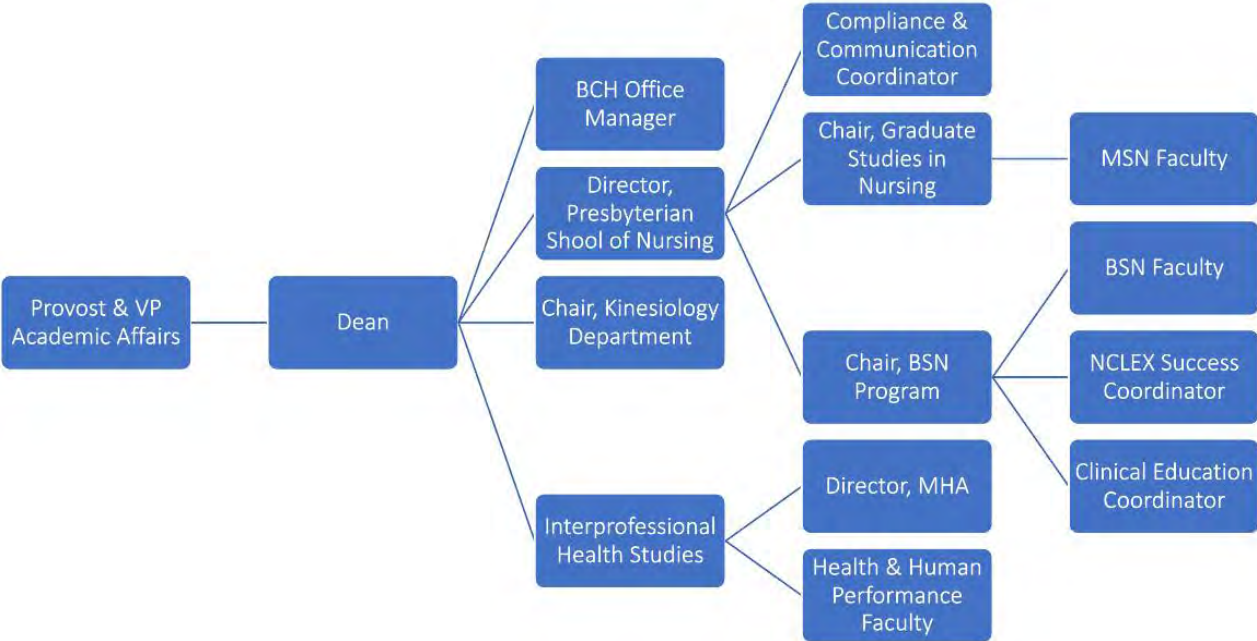 Provost & VP
Academic Affairs
Dean
BCH Office
Manager
Director,
Presbyterian
Shool of Nursing
Chair, Kinesiology
Department
Interprofessional
Health Studies
Compliance &
Communication
Coordinator
Chair, Graduate
Studies in
Nursing
Chair, BSN
Program
Director, MHA
Health & Human
Performance
Faculty
MSN Faculty
BSN Faculty
NCLEX Success
Coordinator
Clinical Education
Coordinator